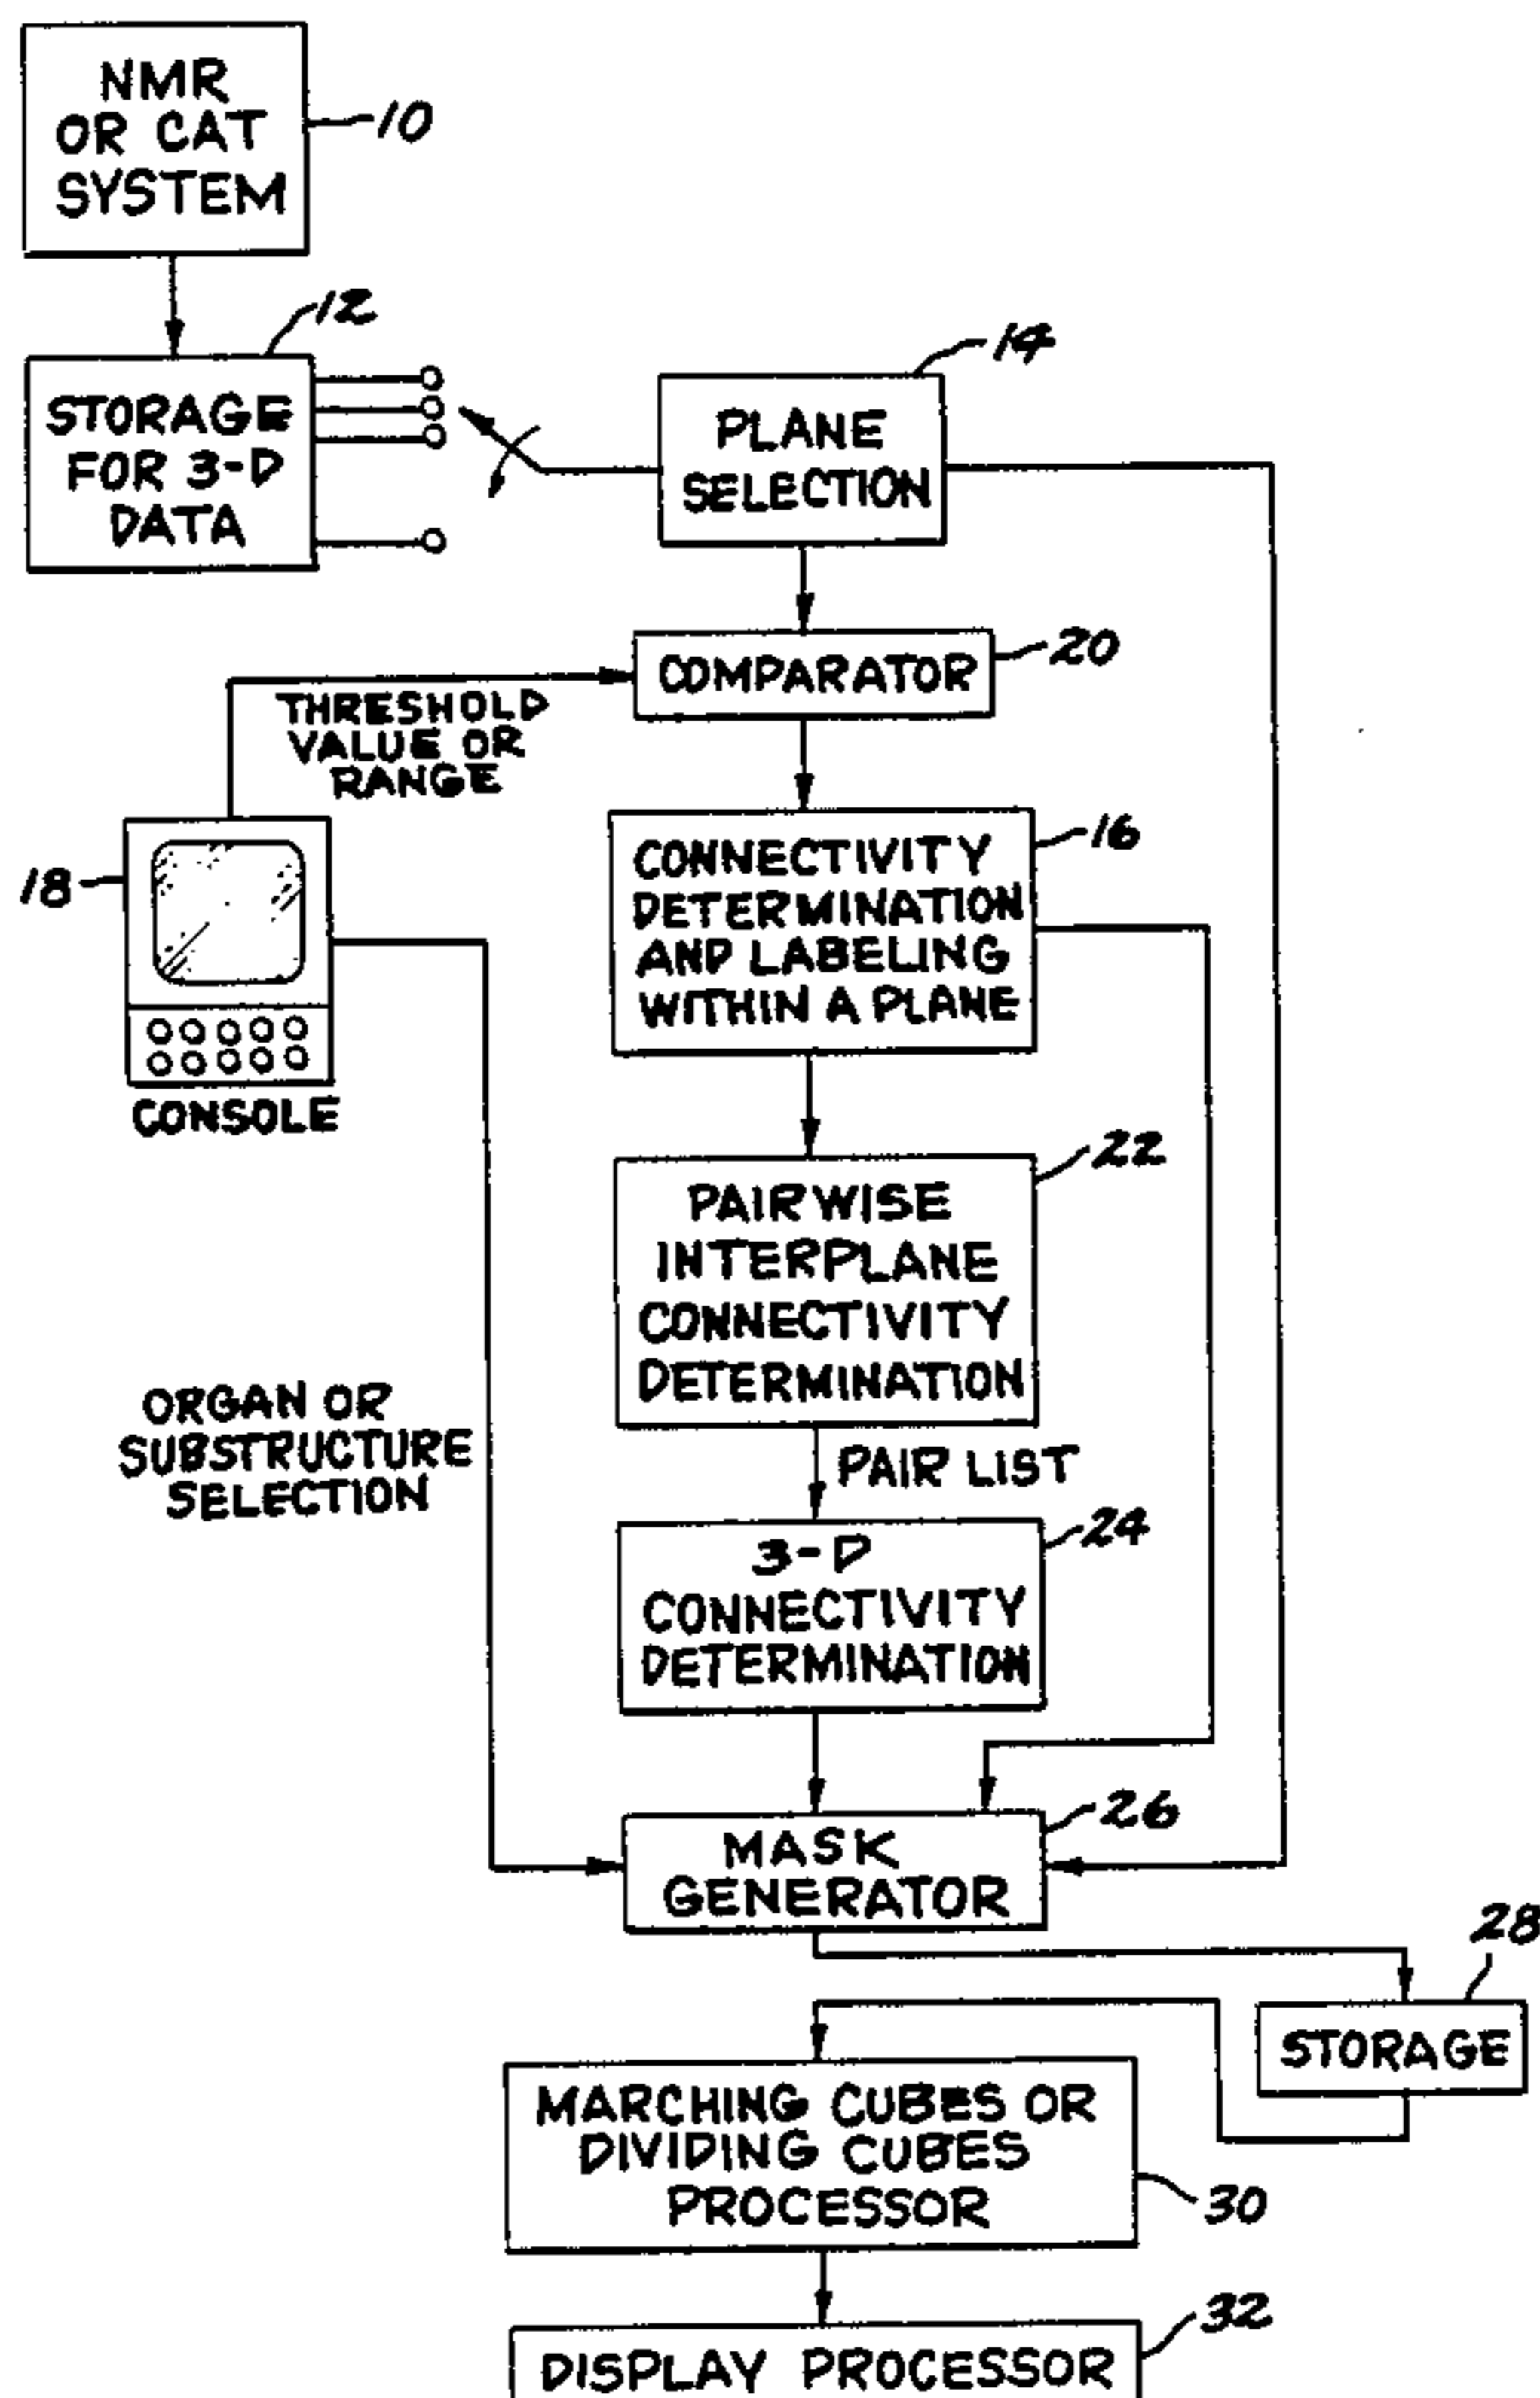 NMR
OR CAT
SYSTEM
10
12
STORAGE
FOR 3-D
DATA
14
PLANE
SELECTION
20
COMPARATOR
THRESHOLD
VALUE OR
RANGE
18
CONSOLE
16
CONNECTIVITY
DETERMINATION
AND LABELING
WITHIN A PLANE
22
PAIRWISE
INTERPLANE
CONNECTIVITY
DETERMINATION
ORGAN OR
SUBSTRUCTURE
SELECTION
PAIR LIST
24
3-D
CONNECTIVITY
DETERMINATION
26
MASK
GENERATOR
28
STORAGE
MARCHING CUBES OR
DIVIDING CUBES
PROCESSOR
30
32
DISPLAY PROCESSOR